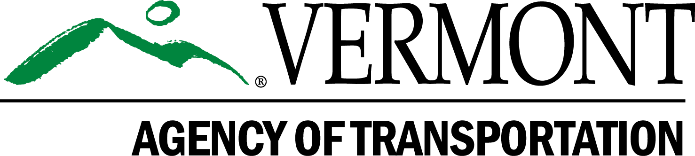 ® VERMONT
AGENCY OF TRANSPORTATION